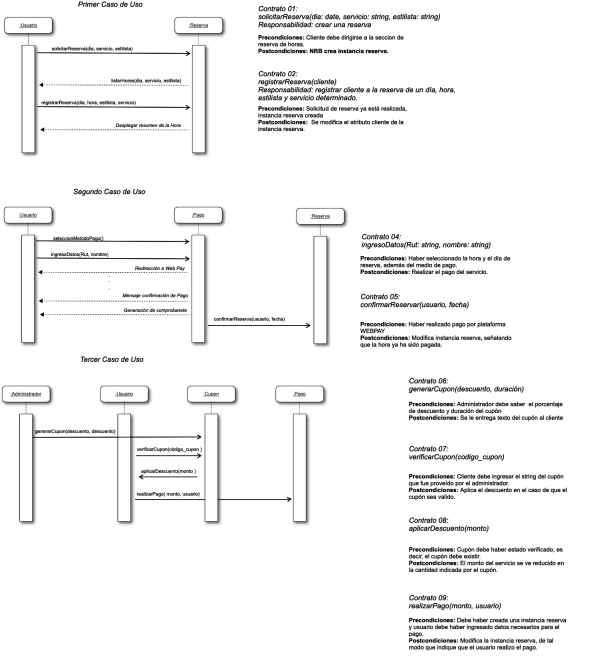 Primer Caso de Uso
:Usuario
:Reserva
solicitarReserva(dia, servicio, estilista)
listarHoras(dia, servicio, estilista)
registrarReserva(dia, hora, estilista, servicio)
Desplegar resumen de la Hora
Contrato 01:
solicitarReserva(dia: date, servicio: string, estilista: string)
Responsabilidad: crear una reserva
Precondiciones: Cliente debe dirigirse a la seccion de
reserva de horas.
Postcondiciones: NRB crea instancia reserva.
Contrato 02:
registrarReserva(cliente)
Responsabilidad: registrar cliente a la reserva de un día, hora,
estilista y servicio determinado.
Precondiciones: Solicitud de reserva ya está realizada,
instancia reserva creada
Postcondiciones: Se modifica el atributo cliente de la
instancia reserva.
Segundo Caso de Uso
:Usuario
:Pago
:Reserva
seleccionMetodoPago()
ingresoDatos(Rut, nombre)
Redirección a Web Pay
Mensaje confirmación de Pago
Generación de comprobanete
confirmarReserva(usuario, fecha)
Contrato 04:
ingresoDatos(Rut: string, nombre: string)
Precondiciones: Haber seleccionado la hora y el día de
reserva, además del medio de pago.
Postcondiciones: Realizar el pago del servicio.
Contrato 05:
confirmarReservar(usuario, fecha)
Precondiciones: Haber realizado pago por plataforma
WEBPAY
Postcondiciones: Modifica instancia reserva, señalando
que la hora ya ha sido pagada.
Tercer Caso de Uso
:Administrador
:Usuario
:Cupon
:Pago
generarCupon(descuento, descuento)
verificarCupon(código_cupon )
aplicarDescuento(monto )
realizarPago( monto, usuario)
Contrato 06:
generarCupon(descuento, duración)
Precondiciones: Administrador debe saber el porcentaje
de descuento y duración del cupón
Postcondiciones: Se le entrega texto del cupón al cliente
Contrato 07:
verificarCupon(codigo_cupon)
Precondiciones: Cliente debe ingresar el string del cupón
que fue proveído por el administrador.
Postcondiciones: Aplica el descuento en el caso de que el
cupón sea valido.
Contrato 08:
aplicarDescuento(monto)
Precondiciones: Cupón debe haber estado verificado, es
decir, el cupón debe existir.
Postcondiciones: El monto del servicio se ve reducido en
la cantidad indicada por el cupón.
Contrato 09:
realizarPago(monto, usuario)
Precondiciones: Debe haber creada una instancia reserva
y usuario debe haber ingresado datos necesarios para el
pago.
Postcondiciones: Modifica la instancia reserva, de tal
modo que indique que el usuario realizo el pago.